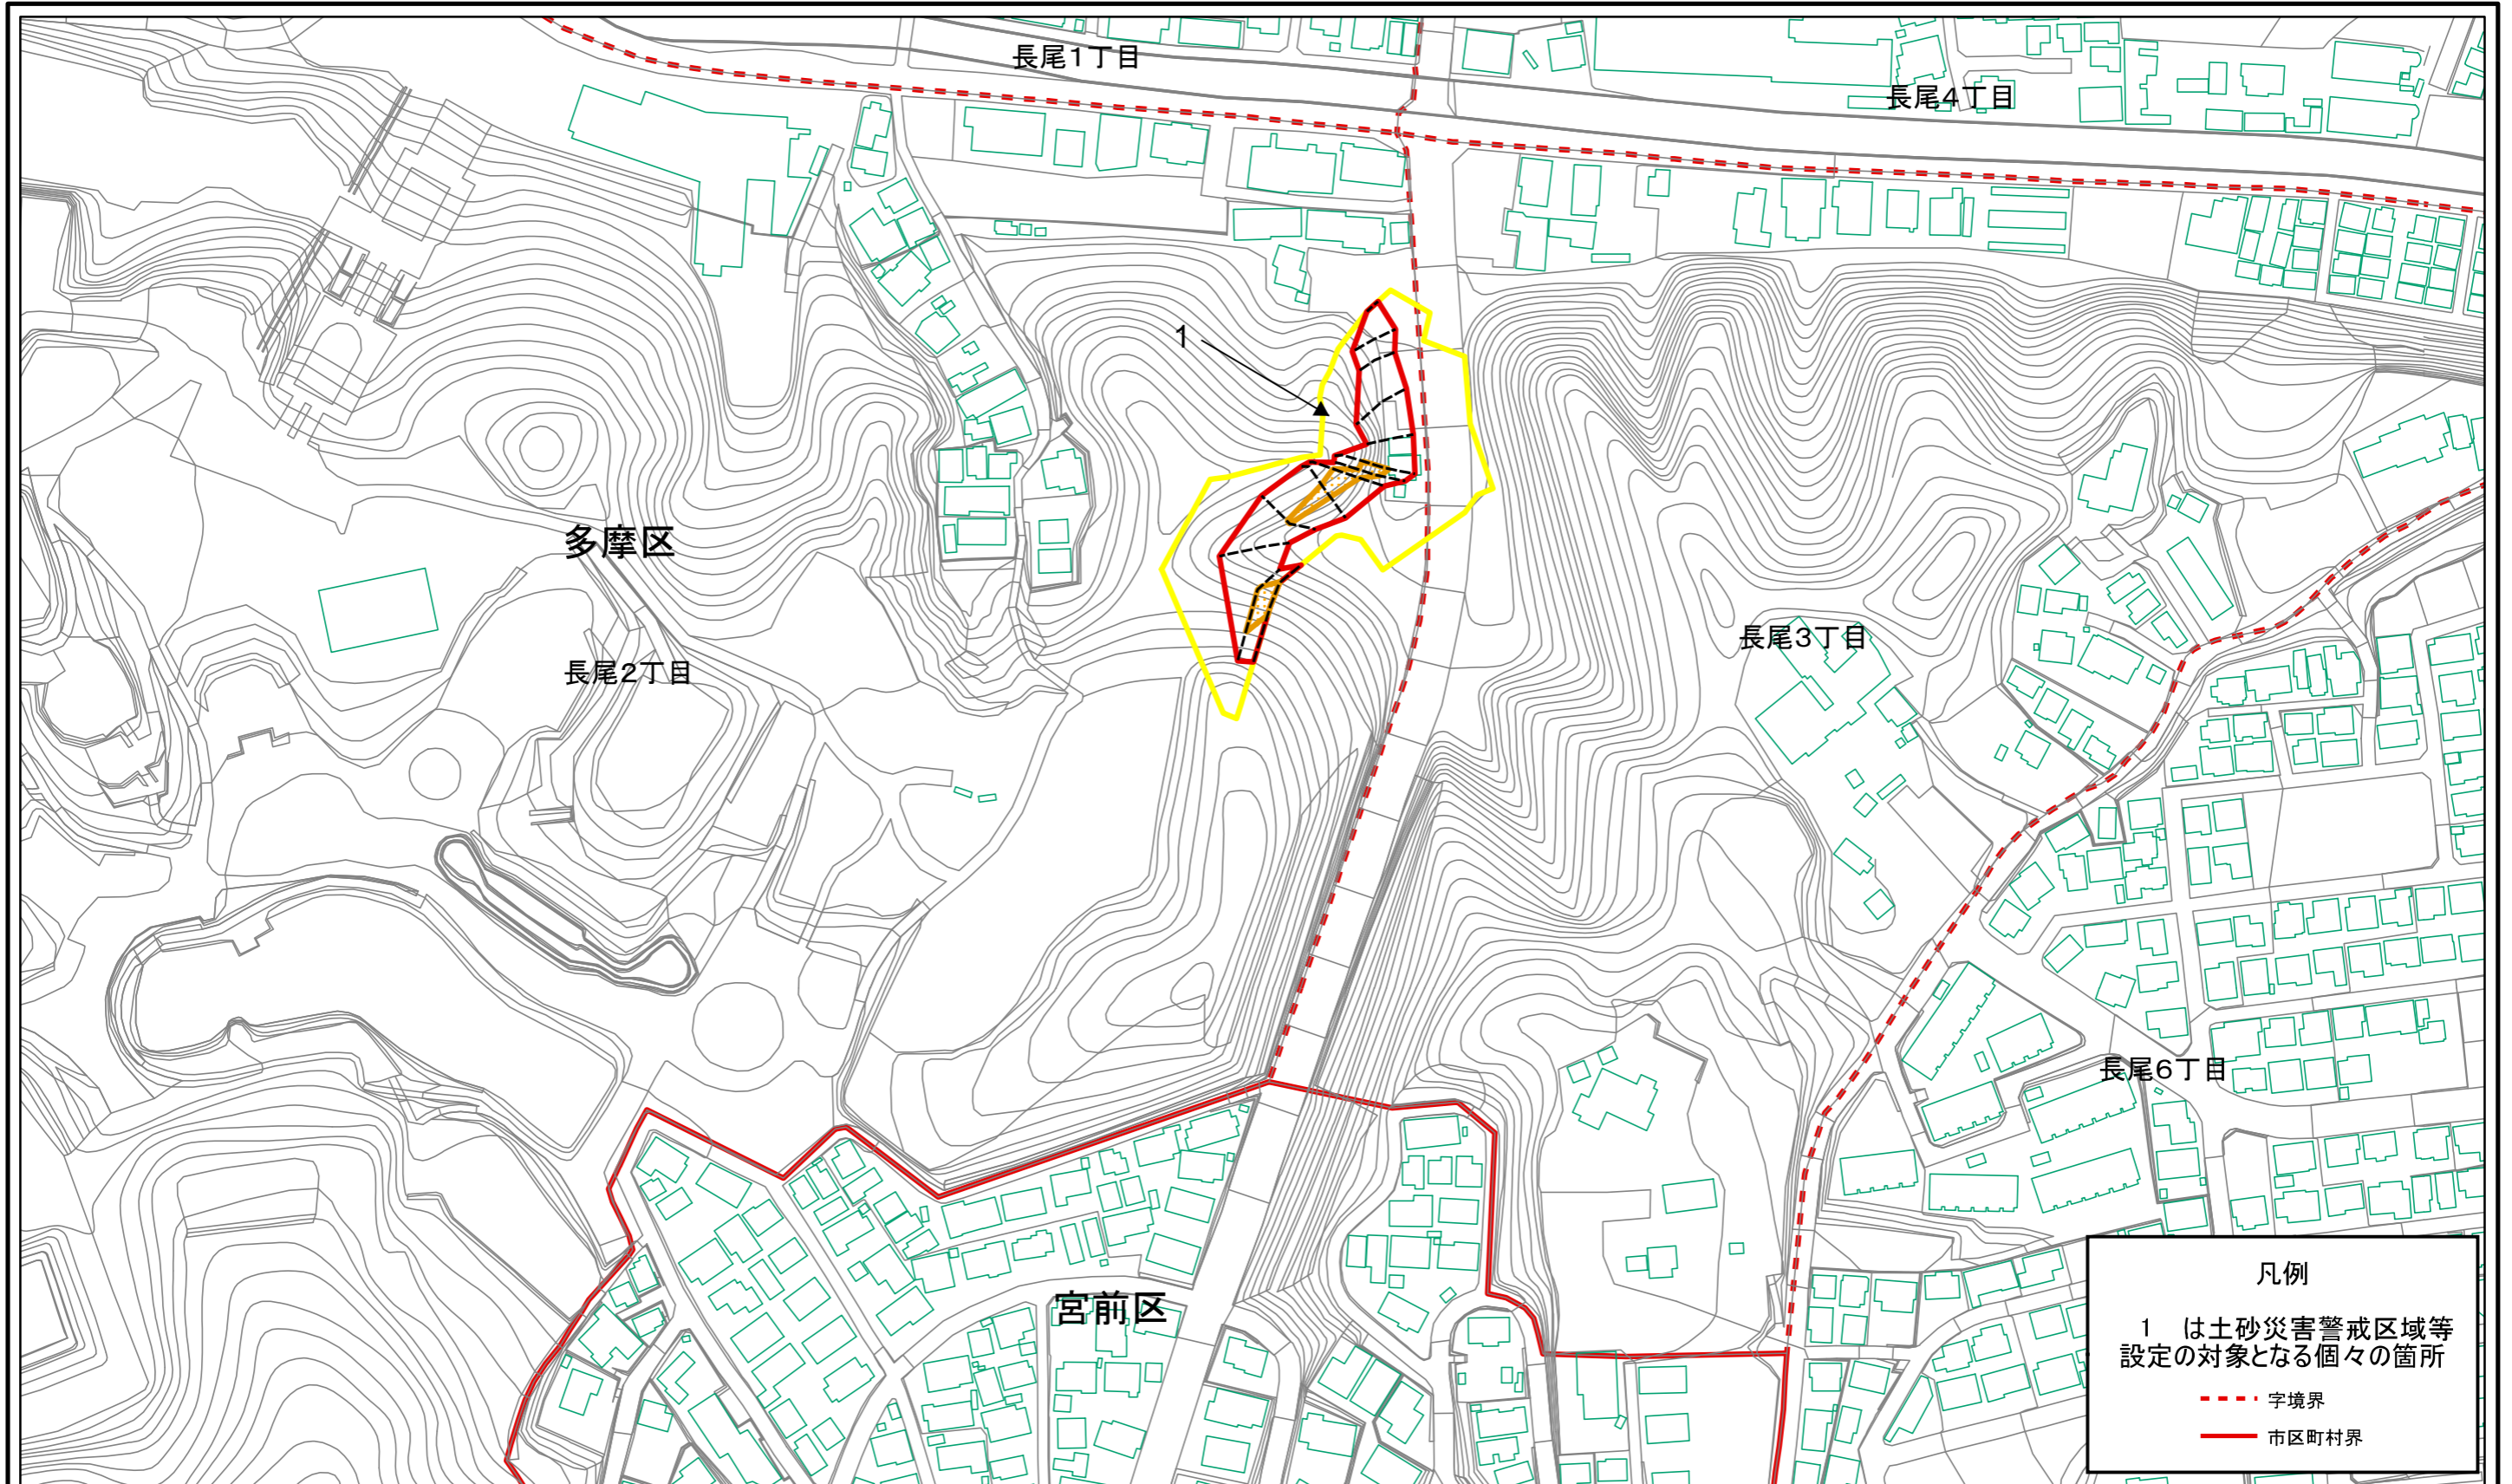 長尾1丁目
長尾4丁目
1
多摩区
長尾3丁目
長尾2丁目
長尾6丁目
宮前区
凡例
1 は土砂災害警戒区域等
設定の対象となる個々の箇所
字境界
市区町村界